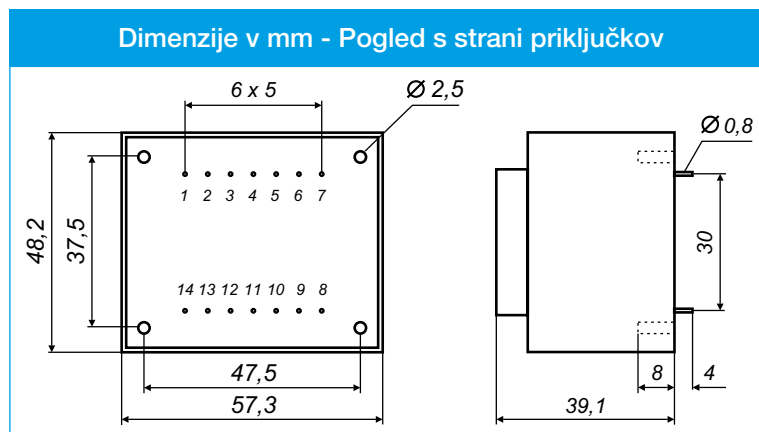 Dimenzije v mm - Pogled s strani priključkov
6 x 5
Ø 2,5
Ø 0,8
1 2 3 4 5 6 7
48,2
37,5
30
14 13 12 11 10 9 8
47,5
8
4
57,3
39,1